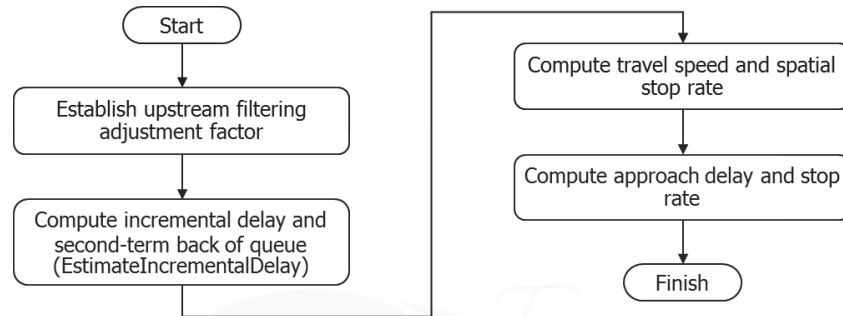 Start
Establish upstream filtering
adjustment factor
Compute incremental delay and
second-term back of queue
(EstimateIncrementalDelay)
Compute travel speed and spatial
stop rate
Compute approach delay and stop
rate
Finish